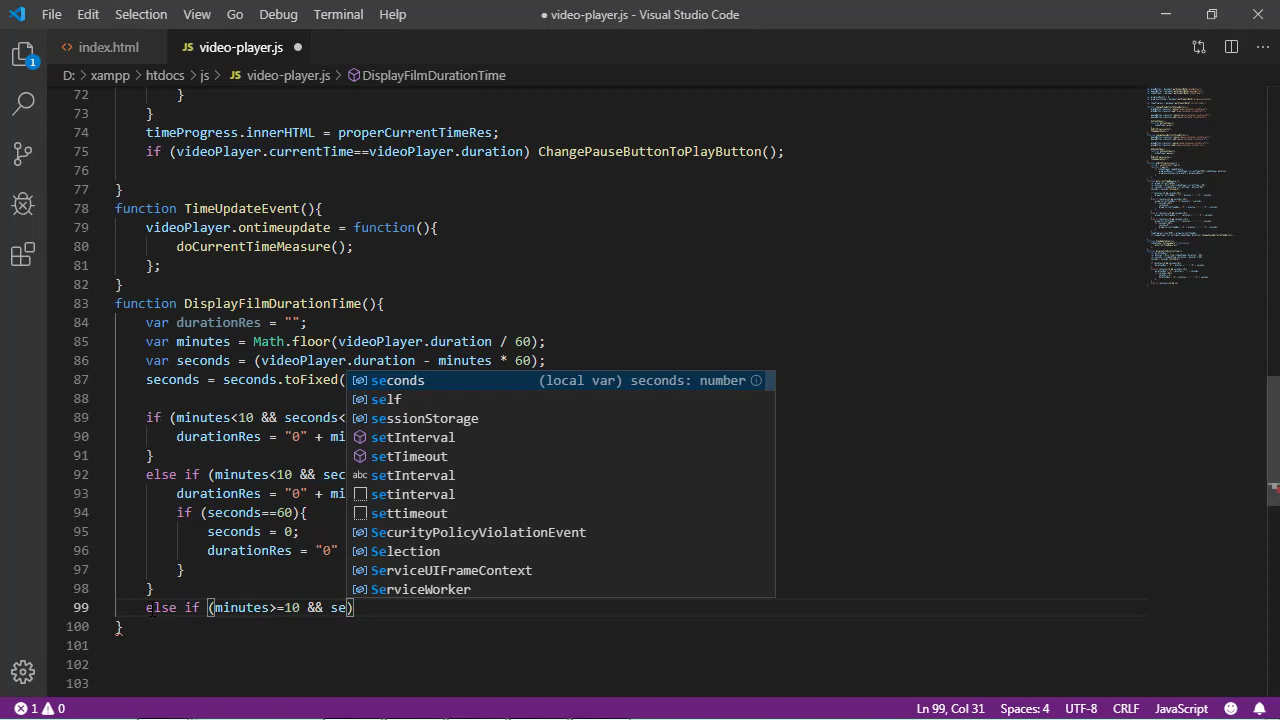 File Edit Selection View Go Debug Terminal Help ● video-player.js - Visual Studio Code
<> index.html JS video-player.js ●
D: > xampp > htdocs > js > JS video-player.js > DisplayFilmDurationTime
1
72 }
73 }
74 timeProgress.innerHTML = properCurrentTimeRes;
75 if (videoPlayer.currentTime==videoPlayer.duration) ChangePauseButtonToPlayButton();
76
77 }
78 function TimeUpdateEvent(){
79 videoPlayer.ontimeupdate = function(){
80 doCurrentTimeMeasure();
81 };
82 }
83 function DisplayFilmDurationTime(){
84 var durationRes = "";
85 var minutes = Math.floor(videoPlayer.duration / 60);
86 var seconds = (videoPlayer.duration - minutes * 60);
87 seconds = seconds.toFixed(
seconds (local var) seconds: number
88
self
89 if (minutes<10 && seconds<
sessionStorage
90 durationRes = "0" + mi
setInterval
91 }
setTimeout
92 else if (minutes<10 && sec
abc setInterval
93 durationRes = "0" + mi
setinterval
94 if (seconds==60){
settimeout
95 seconds = 0;
SecurityPolicyViolationEvent
96 durationRes = "0"
Selection
97 }
ServiceUIFrameContext
98 }
ServiceWorker
99 else if (minutes>=10 && se)
100 }
101
102
103
1 0 Ln 99, Col 31 Spaces: 4 UTF-8 CRLF JavaScript